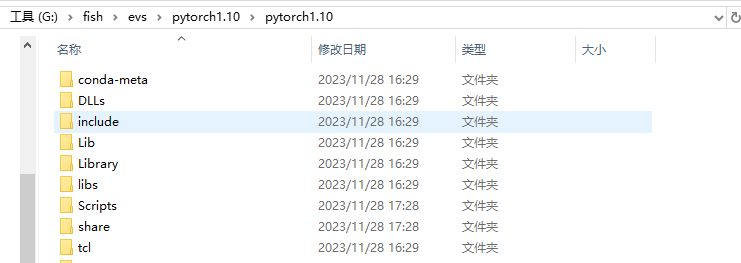 工具 (G:) › fish › evs › pytorch1.10 › pytorch1.10
名称 修改日期 类型 大小
conda-meta 2023/11/28 16:29 文件夹
DLLs 2023/11/28 16:29 文件夹
include 2023/11/28 16:29 文件夹
Lib 2023/11/28 16:29 文件夹
Library 2023/11/28 16:29 文件夹
libs 2023/11/28 16:29 文件夹
Scripts 2023/11/28 17:28 文件夹
share 2023/11/28 17:28 文件夹
tcl 2023/11/28 16:29 文件夹